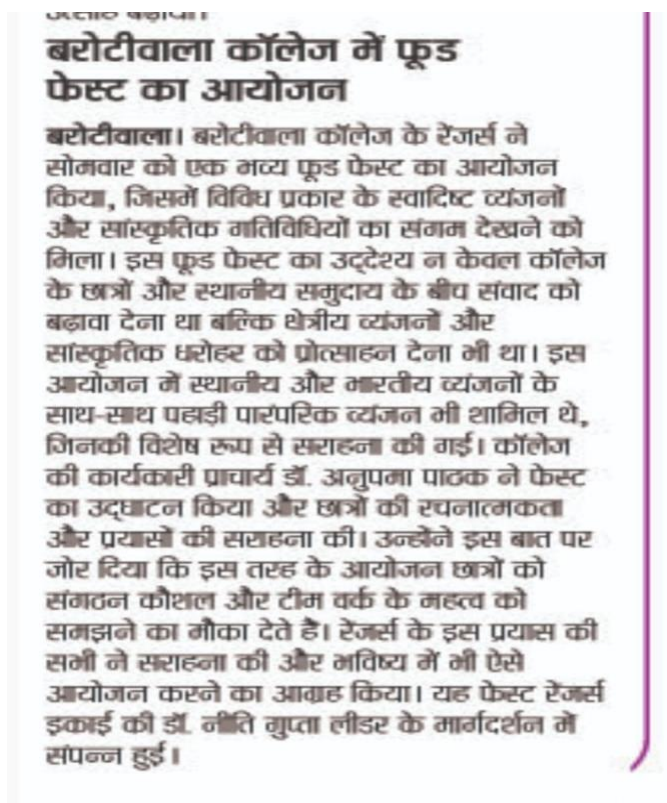 उत्साह बढ़ाया।
बरोटीवाला कॉलेज में फूड
फेस्ट का आयोजन
बरोटीवाला। बरोटीवाला कॉलेज के रेंजर्स ने
सोमवार को एक भव्य फूड फेस्ट का आयोजन
किया, जिसमें विविध प्रकार के स्वादिष्ट व्यंजनों
और सांस्कृतिक गतिविधियों का संगम देखने को
मिला। इस फूड फेस्ट का उद्देश्य न केवल कॉलेज
के छात्रों और स्थानीय समुदाय के बीच संवाद को
बढ़ावा देना था बल्कि क्षेत्रीय व्यंजनों और
सांस्कृतिक धरोहर को प्रोत्साहन देना भी था। इस
आयोजन में स्थानीय और भारतीय व्यंजनों के
साथ-साथ पहाड़ी पारंपरिक व्यंजन भी शामिल थे,
जिनकी विशेष रूप से सराहना की गई। कॉलेज
की कार्यकारी प्राचार्य डॉ. अनुपमा पाठक ने फेस्ट
का उद्घाटन किया और छात्रों की रचनात्मकता
और प्रयासों की सराहना की। उन्होंने इस बात पर
जोर दिया कि इस तरह के आयोजन छात्रों को
संगठन कौशल और टीम वर्क के महत्व को
समझने का मौका देते हैं। रेंजर्स के इस प्रयास की
सभी ने सराहना की और भविष्य में भी ऐसे
आयोजन करने का आग्रह किया। यह फेस्ट रेंजर्स
इकाई की डॉ. नीति गुप्ता लीडर के मार्गदर्शन में
संपन्न हुई।